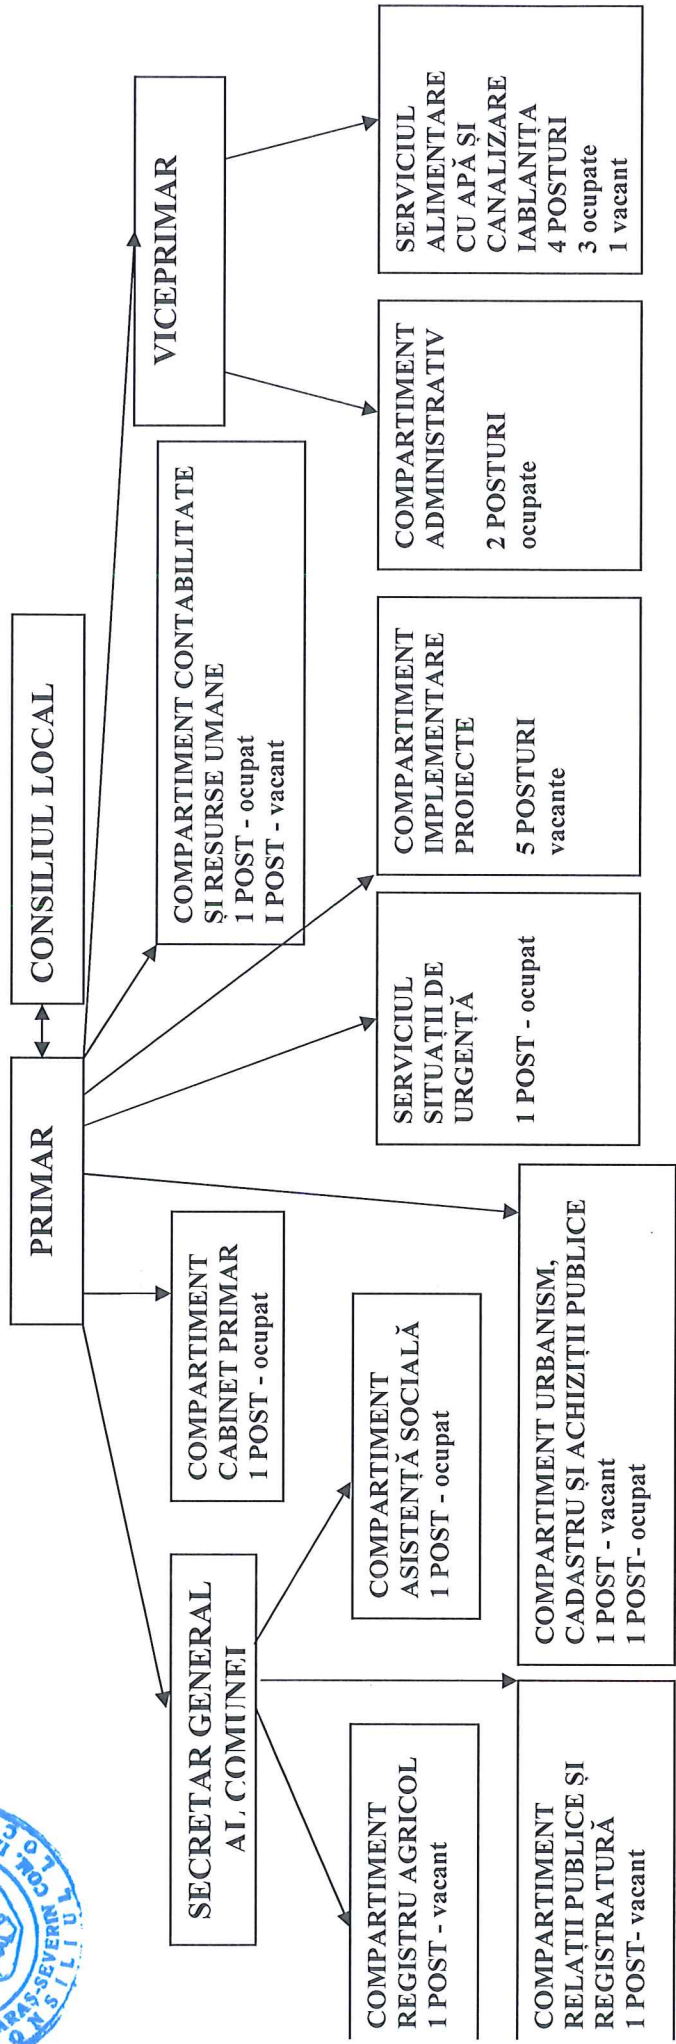 PRIMAR
CONSILIUL LOCAL
VICEPRIMAR
COMPARTIMENT
CABINET PRIMAR
1 POST - ocupat
COMPARTIMENT CONTABILITATE
ȘI RESURSE UMANE
1 POST - ocupat
1POST - vacant
SECRETAR GENERAL
AL COMUNEI
COMPARTIMENT
REGISTRU AGRICOL
1 POST - vacant
COMPARTIMENT
ASISTENȚĂ SOCIALĂ
1 POST - ocupat
SERVICIUL
SITUAȚII DE
URGENȚĂ
1 POST - ocupat
COMPARTIMENT
IMPLEMENTARE
PROIECTE
5 POSTURI
vacante
COMPARTIMENT
ADMINISTRATIV
2 POSTURI
ocupate
SERVICIUL
ALIMENTARE
CU APĂ ȘI
CANALIZARE
IABLANIȚA
4 POSTURI
3 ocupate
1 vacant
COMPARTIMENT
RELAȚII PUBLICE ȘI
REGISTRATURĂ
1 POST- vacant
COMPARTIMENT URBANISM,
CADASTRU ȘI ACHIZIȚII PUBLICE
1 POST - vacant
1 POST- ocupat